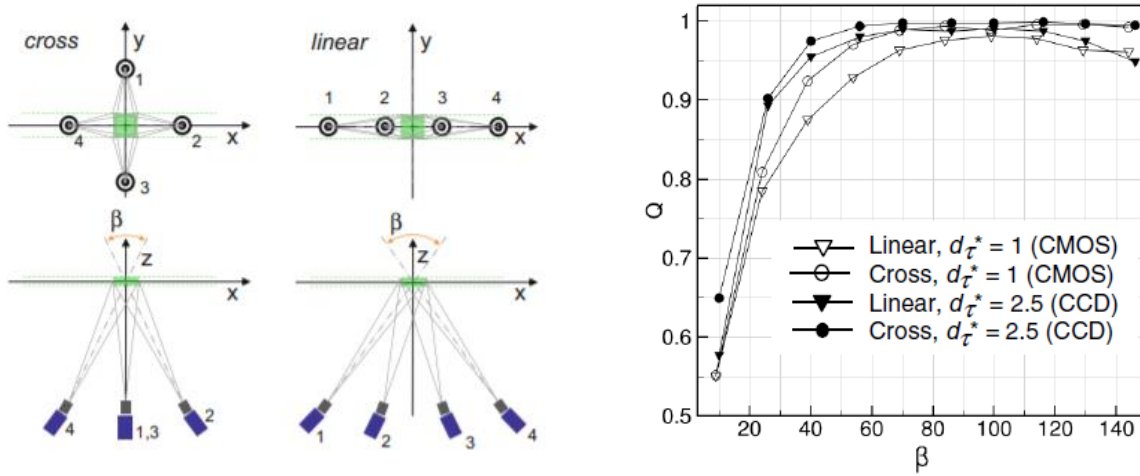 cross
y
1
4
2
x
3
β
z
x
4
1,3
2
linear
y
1
2
3
4
x
β
z
x
1
2
3
4
Q
1
0.9
0.8
0.7
0.6
0.5
Linear, dτ* = 1 (CMOS)
Cross, dτ* = 1 (CMOS)
Linear, dτ* = 2.5 (CCD)
Cross, dτ* = 2.5 (CCD)
20 40 60 80 100 120 140
β